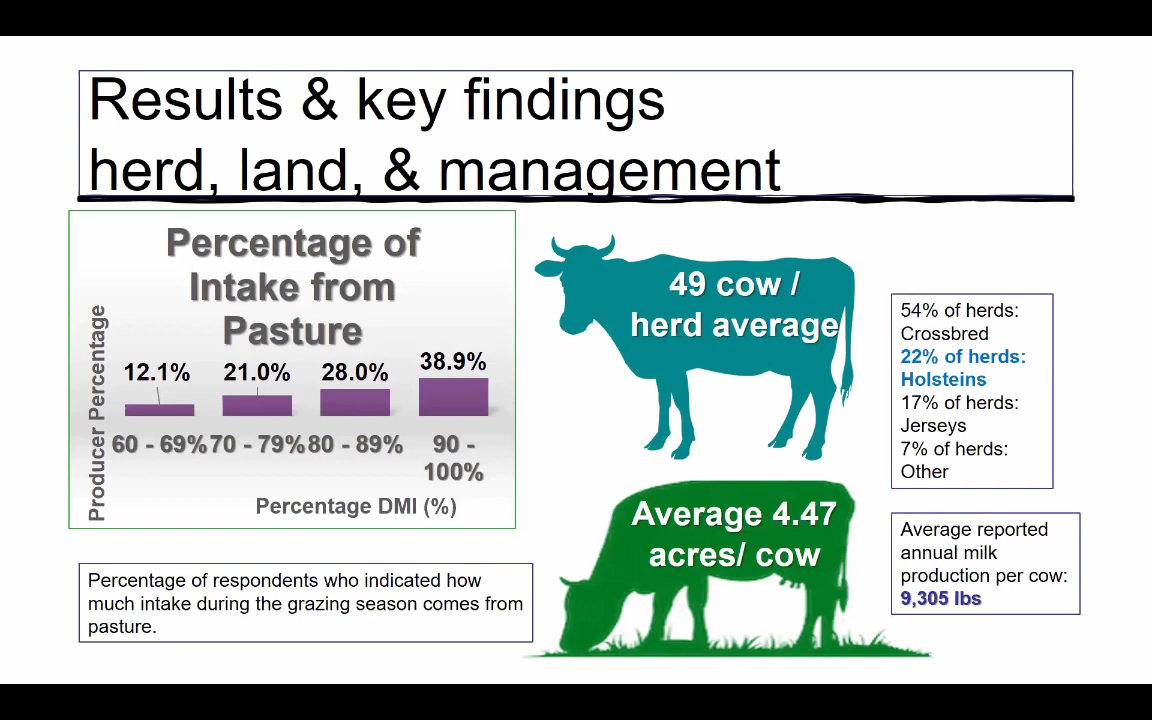 Results & key findings
herd, land, & management
Percentage of
Intake from
Pasture
Producer Percentage
12.1%
21.0%
28.0%
38.9%
60 - 69%
70 - 79%
80 - 89%
90 -
100%
Percentage DMI (%)
Percentage of respondents who indicated how
much intake during the grazing season comes from
pasture.
49 cow /
herd average
Average 4.47
acres/ cow
54% of herds:
Crossbred
22% of herds:
Holsteins
17% of herds:
Jerseys
7% of herds:
Other
Average reported
annual milk
production per cow:
9,305 lbs